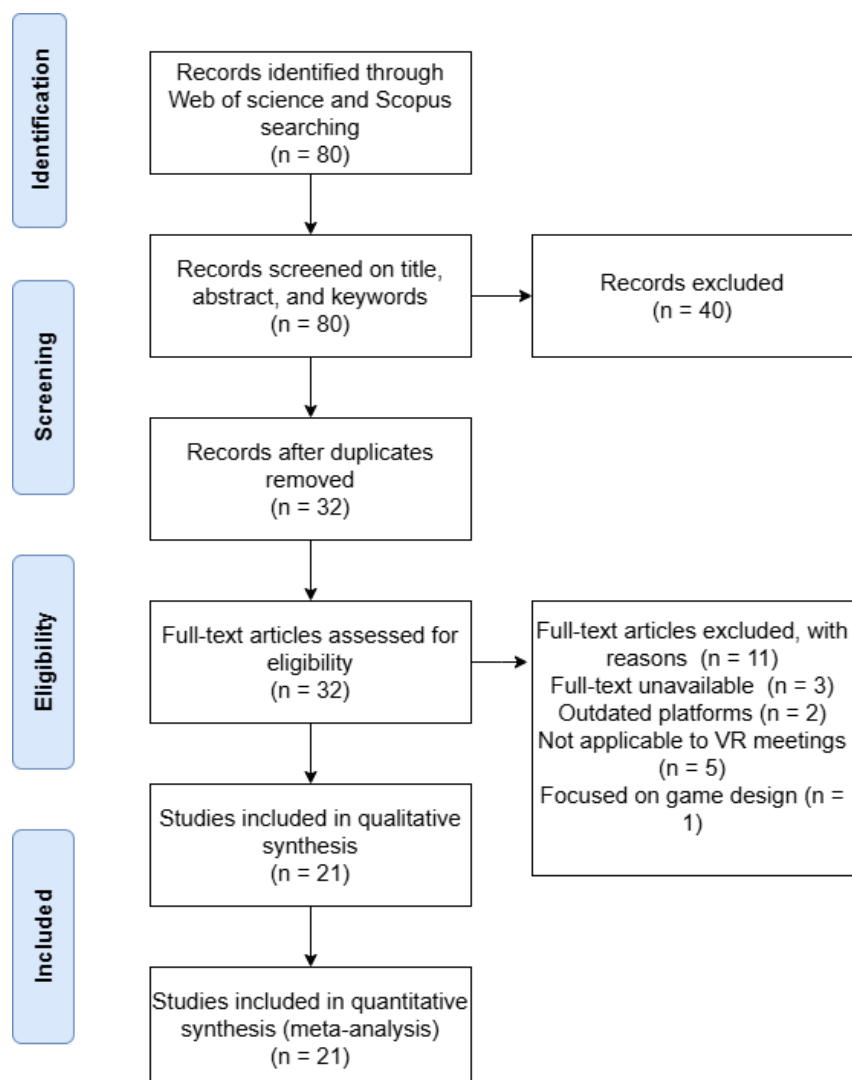 Identification
Records identified through
Web of science and Scopus
searching
(n = 80)
Screening
Records screened on title,
abstract, and keywords
(n = 80)
Records excluded
(n = 40)
Records after duplicates
removed
(n = 32)
Eligibility
Full-text articles assessed for
eligibility
(n = 32)
Full-text articles excluded, with
reasons (n = 11)
Full-text unavailable (n = 3)
Outdated platforms (n = 2)
Not applicable to VR meetings
(n = 5)
Focused on game design (n =
1)
Studies included in qualitative
synthesis
(n = 21)
Included
Studies included in quantitative
synthesis (meta-analysis)
(n = 21)